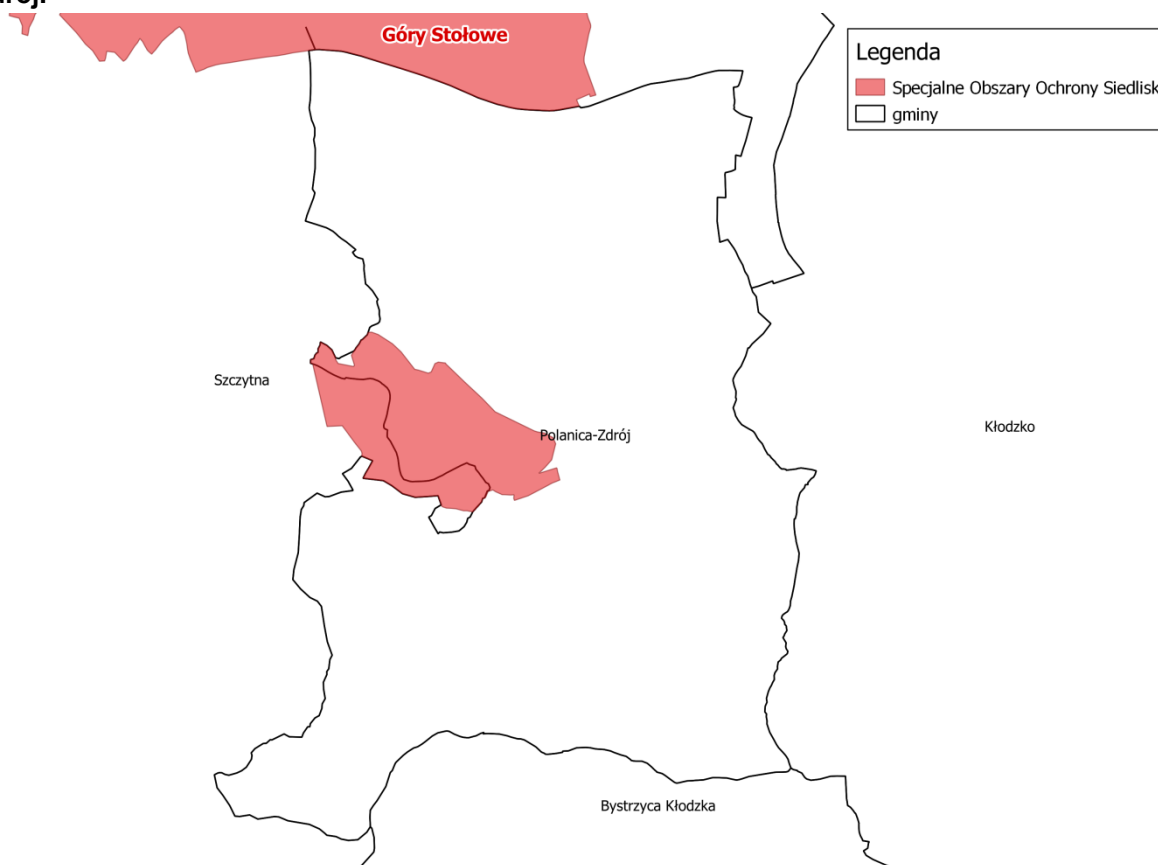 Góry Stołowe
Legenda
Specjalne Obszary Ochrony Siedlisk
gminy
Szczytna
Polanica-Zdrój
Kłodzko
Bystrzyca Kłodzka